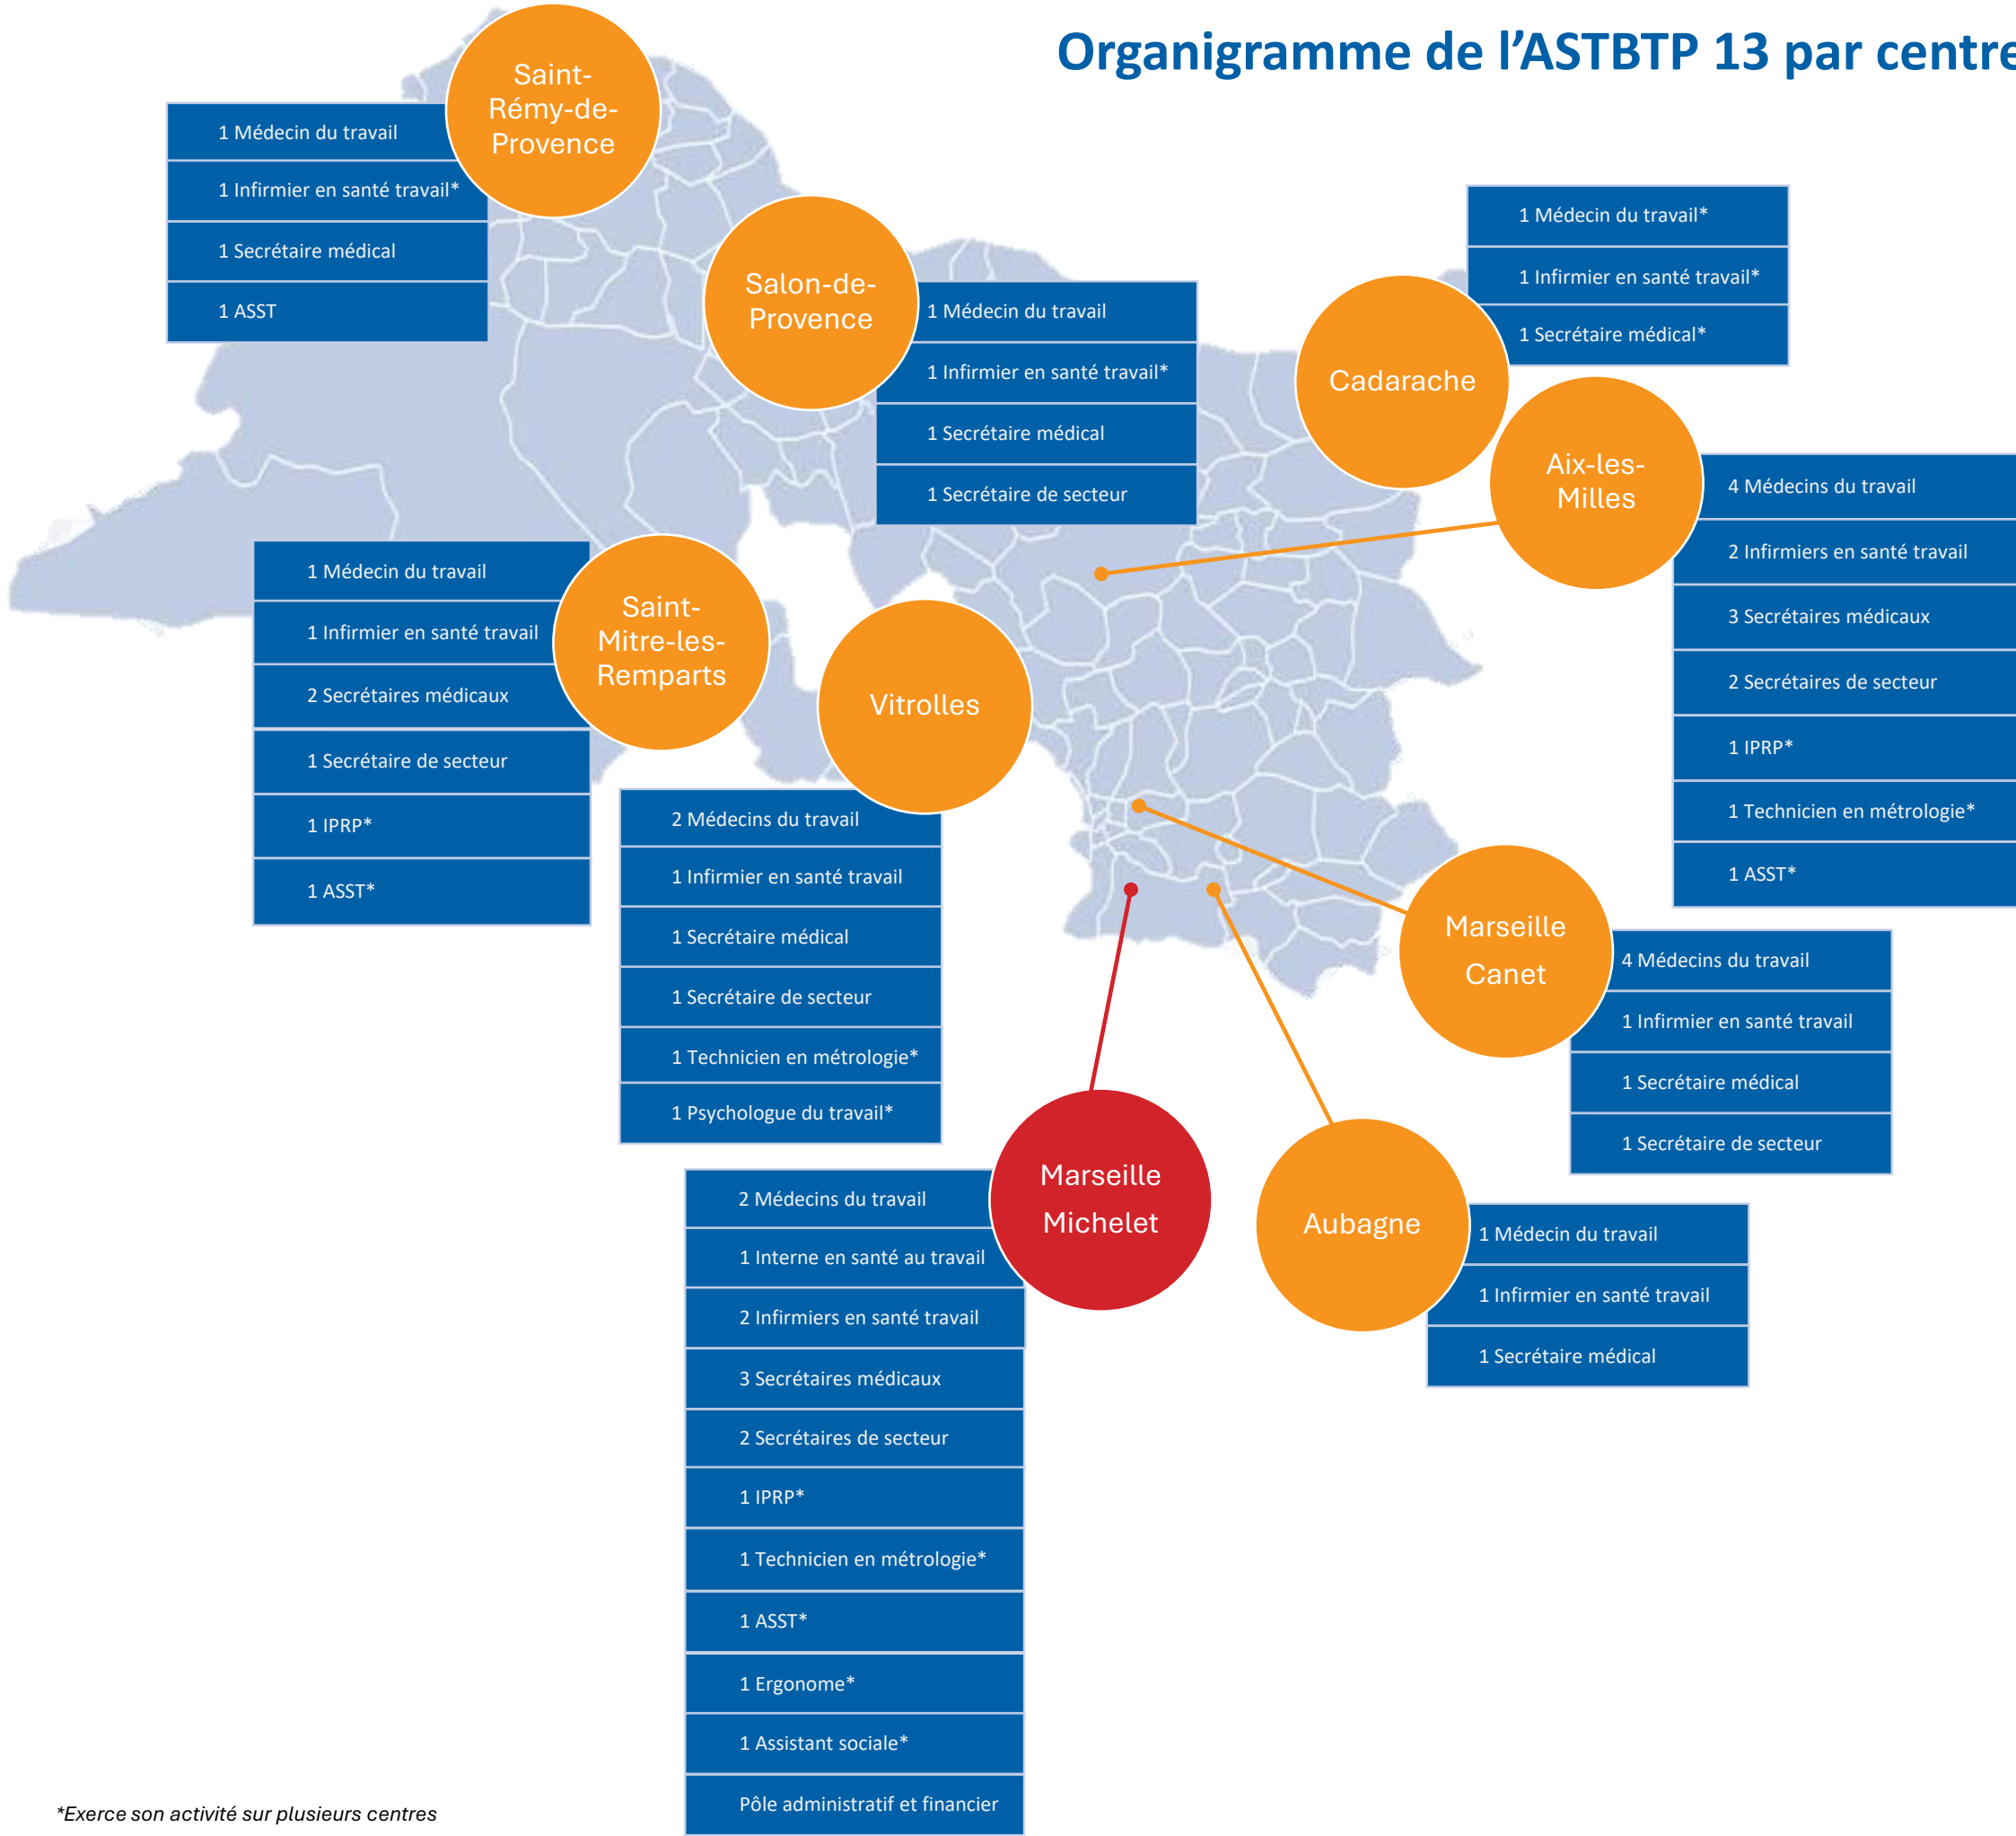 Organigramme de l'ASTBTP 13 par centre
Saint-
Rémy-de-
Provence
1 Médecin du travail
1 Infirmier en santé travail*
1 Secrétaire médical
1 ASST
Salon-de-
Provence
1 Médecin du travail
1 Infirmier en santé travail*
1 Secrétaire médical
1 Secrétaire de secteur
Cadarache
1 Médecin du travail*
1 Infirmier en santé travail*
1 Secrétaire médical*
Aix-les-
Milles
4 Médecins du travail
2 Infirmiers en santé travail
3 Secrétaires médicaux
2 Secrétaires de secteur
1 IPRP*
1 Technicien en métrologie*
1 ASST*
Saint-
Mitre-les-
Remparts
1 Médecin du travail
1 Infirmier en santé travail
2 Secrétaires médicaux
1 Secrétaire de secteur
1 IPRP*
1 ASST*
Vitrolles
2 Médecins du travail
1 Infirmier en santé travail
1 Secrétaire médical
1 Secrétaire de secteur
1 Technicien en métrologie*
1 Psychologue du travail*
Marseille
Canet
4 Médecins du travail
1 Infirmier en santé travail
1 Secrétaire médical
1 Secrétaire de secteur
Marseille
Michelet
2 Médecins du travail
1 Interne en santé au travail
2 Infirmiers en santé travail
3 Secrétaires médicaux
2 Secrétaires de secteur
1 IPRP*
1 Technicien en métrologie*
1 ASST*
1 Ergonome*
1 Assistant sociale*
Pôle administratif et financier
Aubagne
1 Médecin du travail
1 Infirmier en santé travail
1 Secrétaire médical
*Exerce son activité sur plusieurs centres